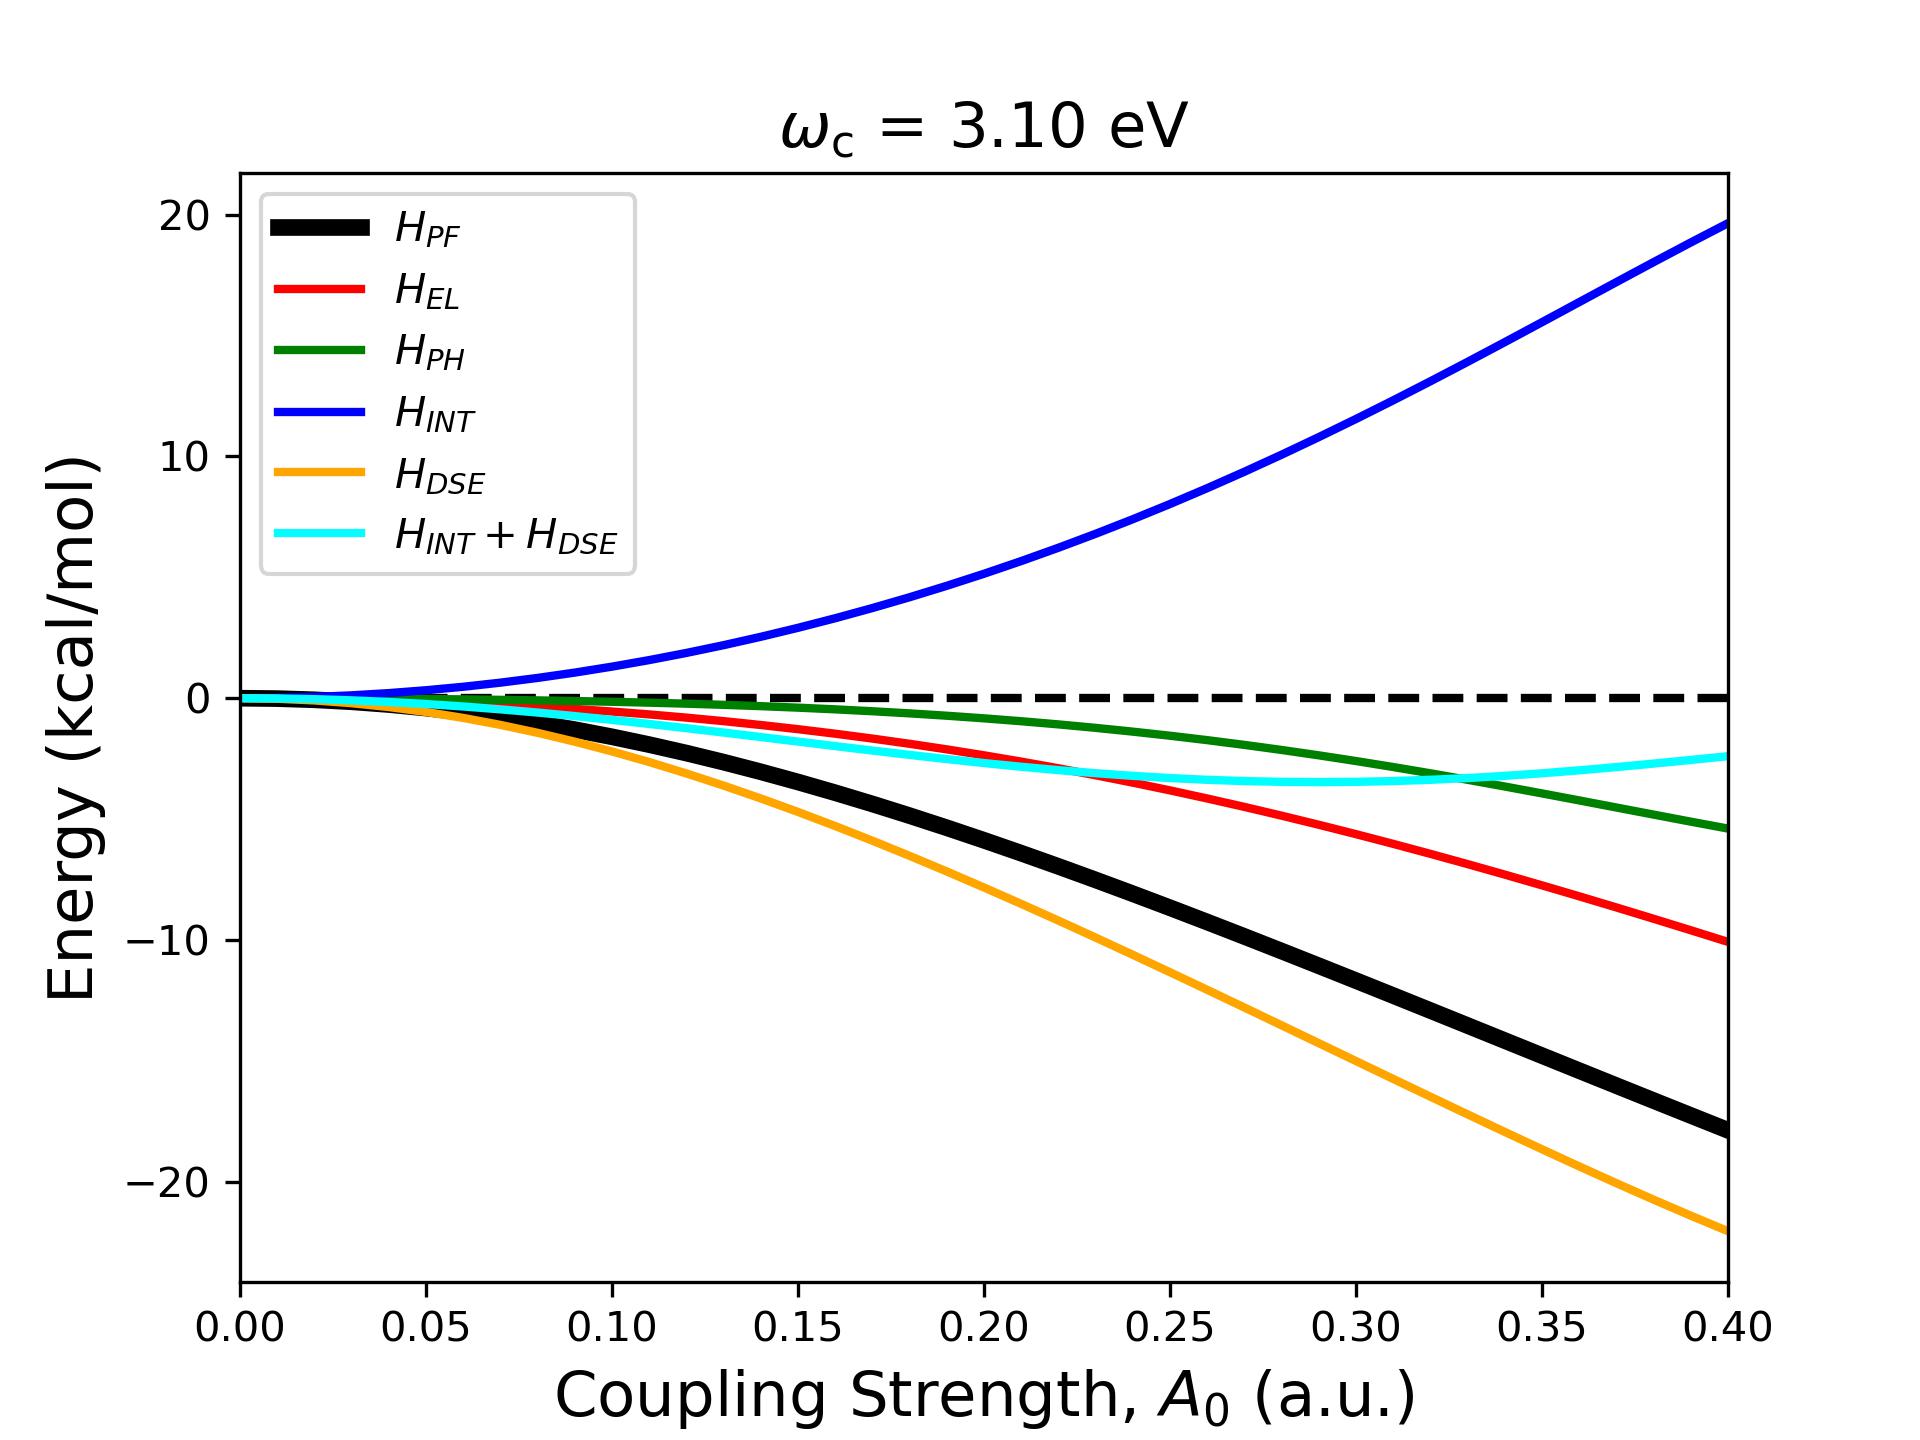 ω_c = 3.10 eV
H_PF
H_EL
H_PH
H_INT
H_DSE
H_INT + H_DSE
Energy (kcal/mol)
20
10
0
−10
−20
0.00 0.05 0.10 0.15 0.20 0.25 0.30 0.35 0.40
Coupling Strength, A_0 (a.u.)